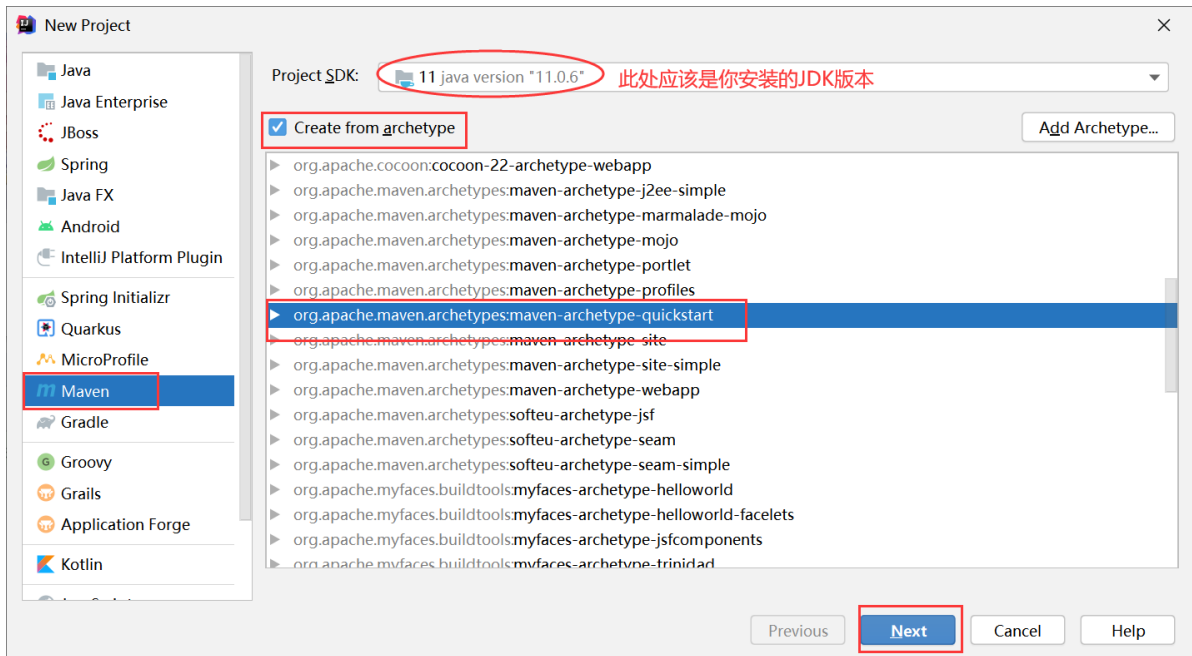 New Project
Java
Java Enterprise
JBoss
Spring
Java FX
Android
IntelliJ Platform Plugin
Spring Initializr
Quarkus
MicroProfile
Maven
Gradle
Groovy
Grails
Application Forge
Kotlin
Project SDK:
11 java version "11.0.6"
此处应该是你安装的JDK版本
Create from archetype
Add Archetype...
org.apache.cocoon:cocoon-22-archetype-webapp
org.apache.maven.archetypes:maven-archetype-j2ee-simple
org.apache.maven.archetypes:maven-archetype-marmalade-mojo
org.apache.maven.archetypes:maven-archetype-mojo
org.apache.maven.archetypes:maven-archetype-portlet
org.apache.maven.archetypes:maven-archetype-profiles
org.apache.maven.archetypes:maven-archetype-quickstart
org.apache.maven.archetypes:maven-archetype-site
org.apache.maven.archetypes:maven-archetype-site-simple
org.apache.maven.archetypes:maven-archetype-webapp
org.apache.maven.archetypes:softeu-archetype-jsf
org.apache.maven.archetypes:softeu-archetype-seam
org.apache.maven.archetypes:softeu-archetype-seam-simple
org.apache.myfaces.buildtools:myfaces-archetype-helloworld
org.apache.myfaces.buildtools:myfaces-archetype-helloworld-facelets
org.apache.myfaces.buildtools:myfaces-archetype-jsfcomponents
org.apache.myfaces.buildtools:myfaces-archetype-trinidad
Previous
Next
Cancel
Help